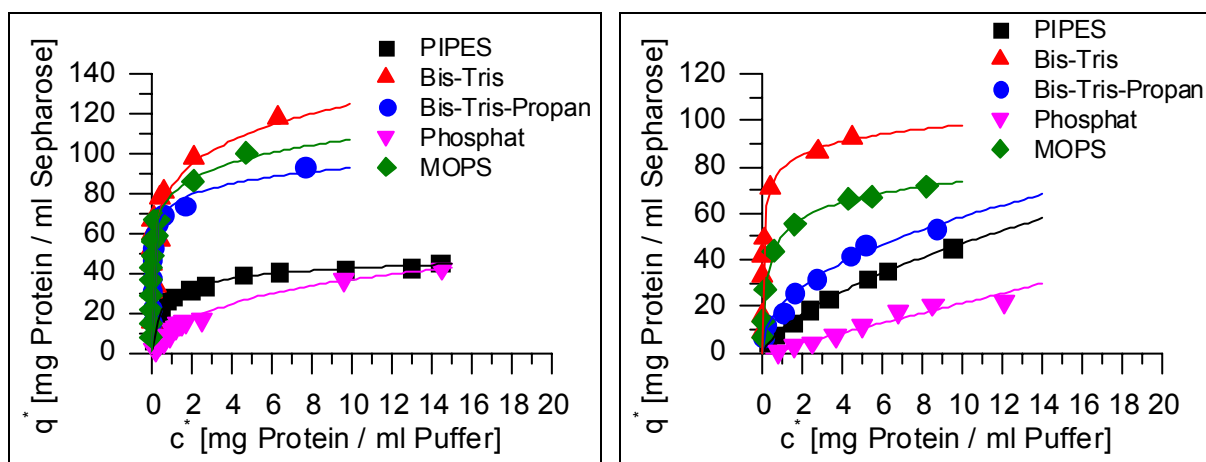 PIPES
Bis-Tris
Bis-Tris-Propan
Phosphat
MOPS
140
120
100
80
60
40
20
0
0 2 4 6 8 10 12 14 16 18 20
q* [mg Protein / ml Sepharose]
c* [mg Protein / ml Puffer]
PIPES
Bis-Tris
Bis-Tris-Propan
Phosphat
MOPS
120
100
80
60
40
20
0
0 2 4 6 8 10 12 14 16 18 20
q* [mg Protein / ml Sepharose]
c* [mg Protein / ml Puffer]